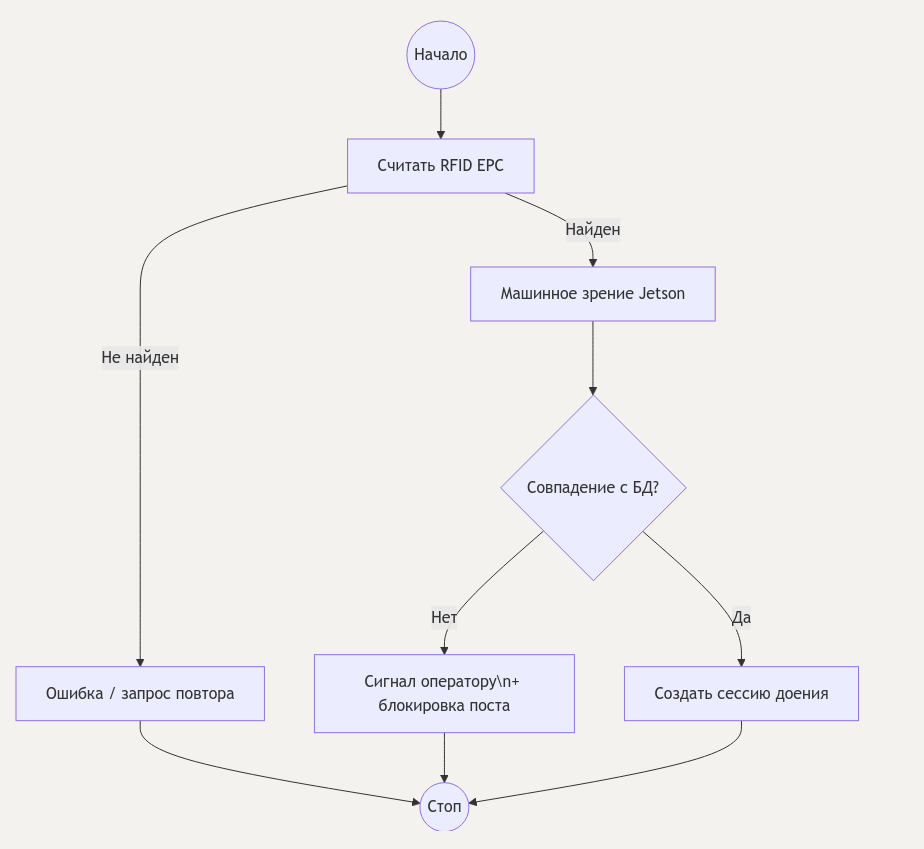 Начало
Считать RFID EPC
Найден
Машинное зрение Jetson
Не найден
Совпадение с БД?
Нет
Да
Ошибка / запрос повтора
Сигнал оператору\n+
блокировка поста
Создать сессию доения
Стоп